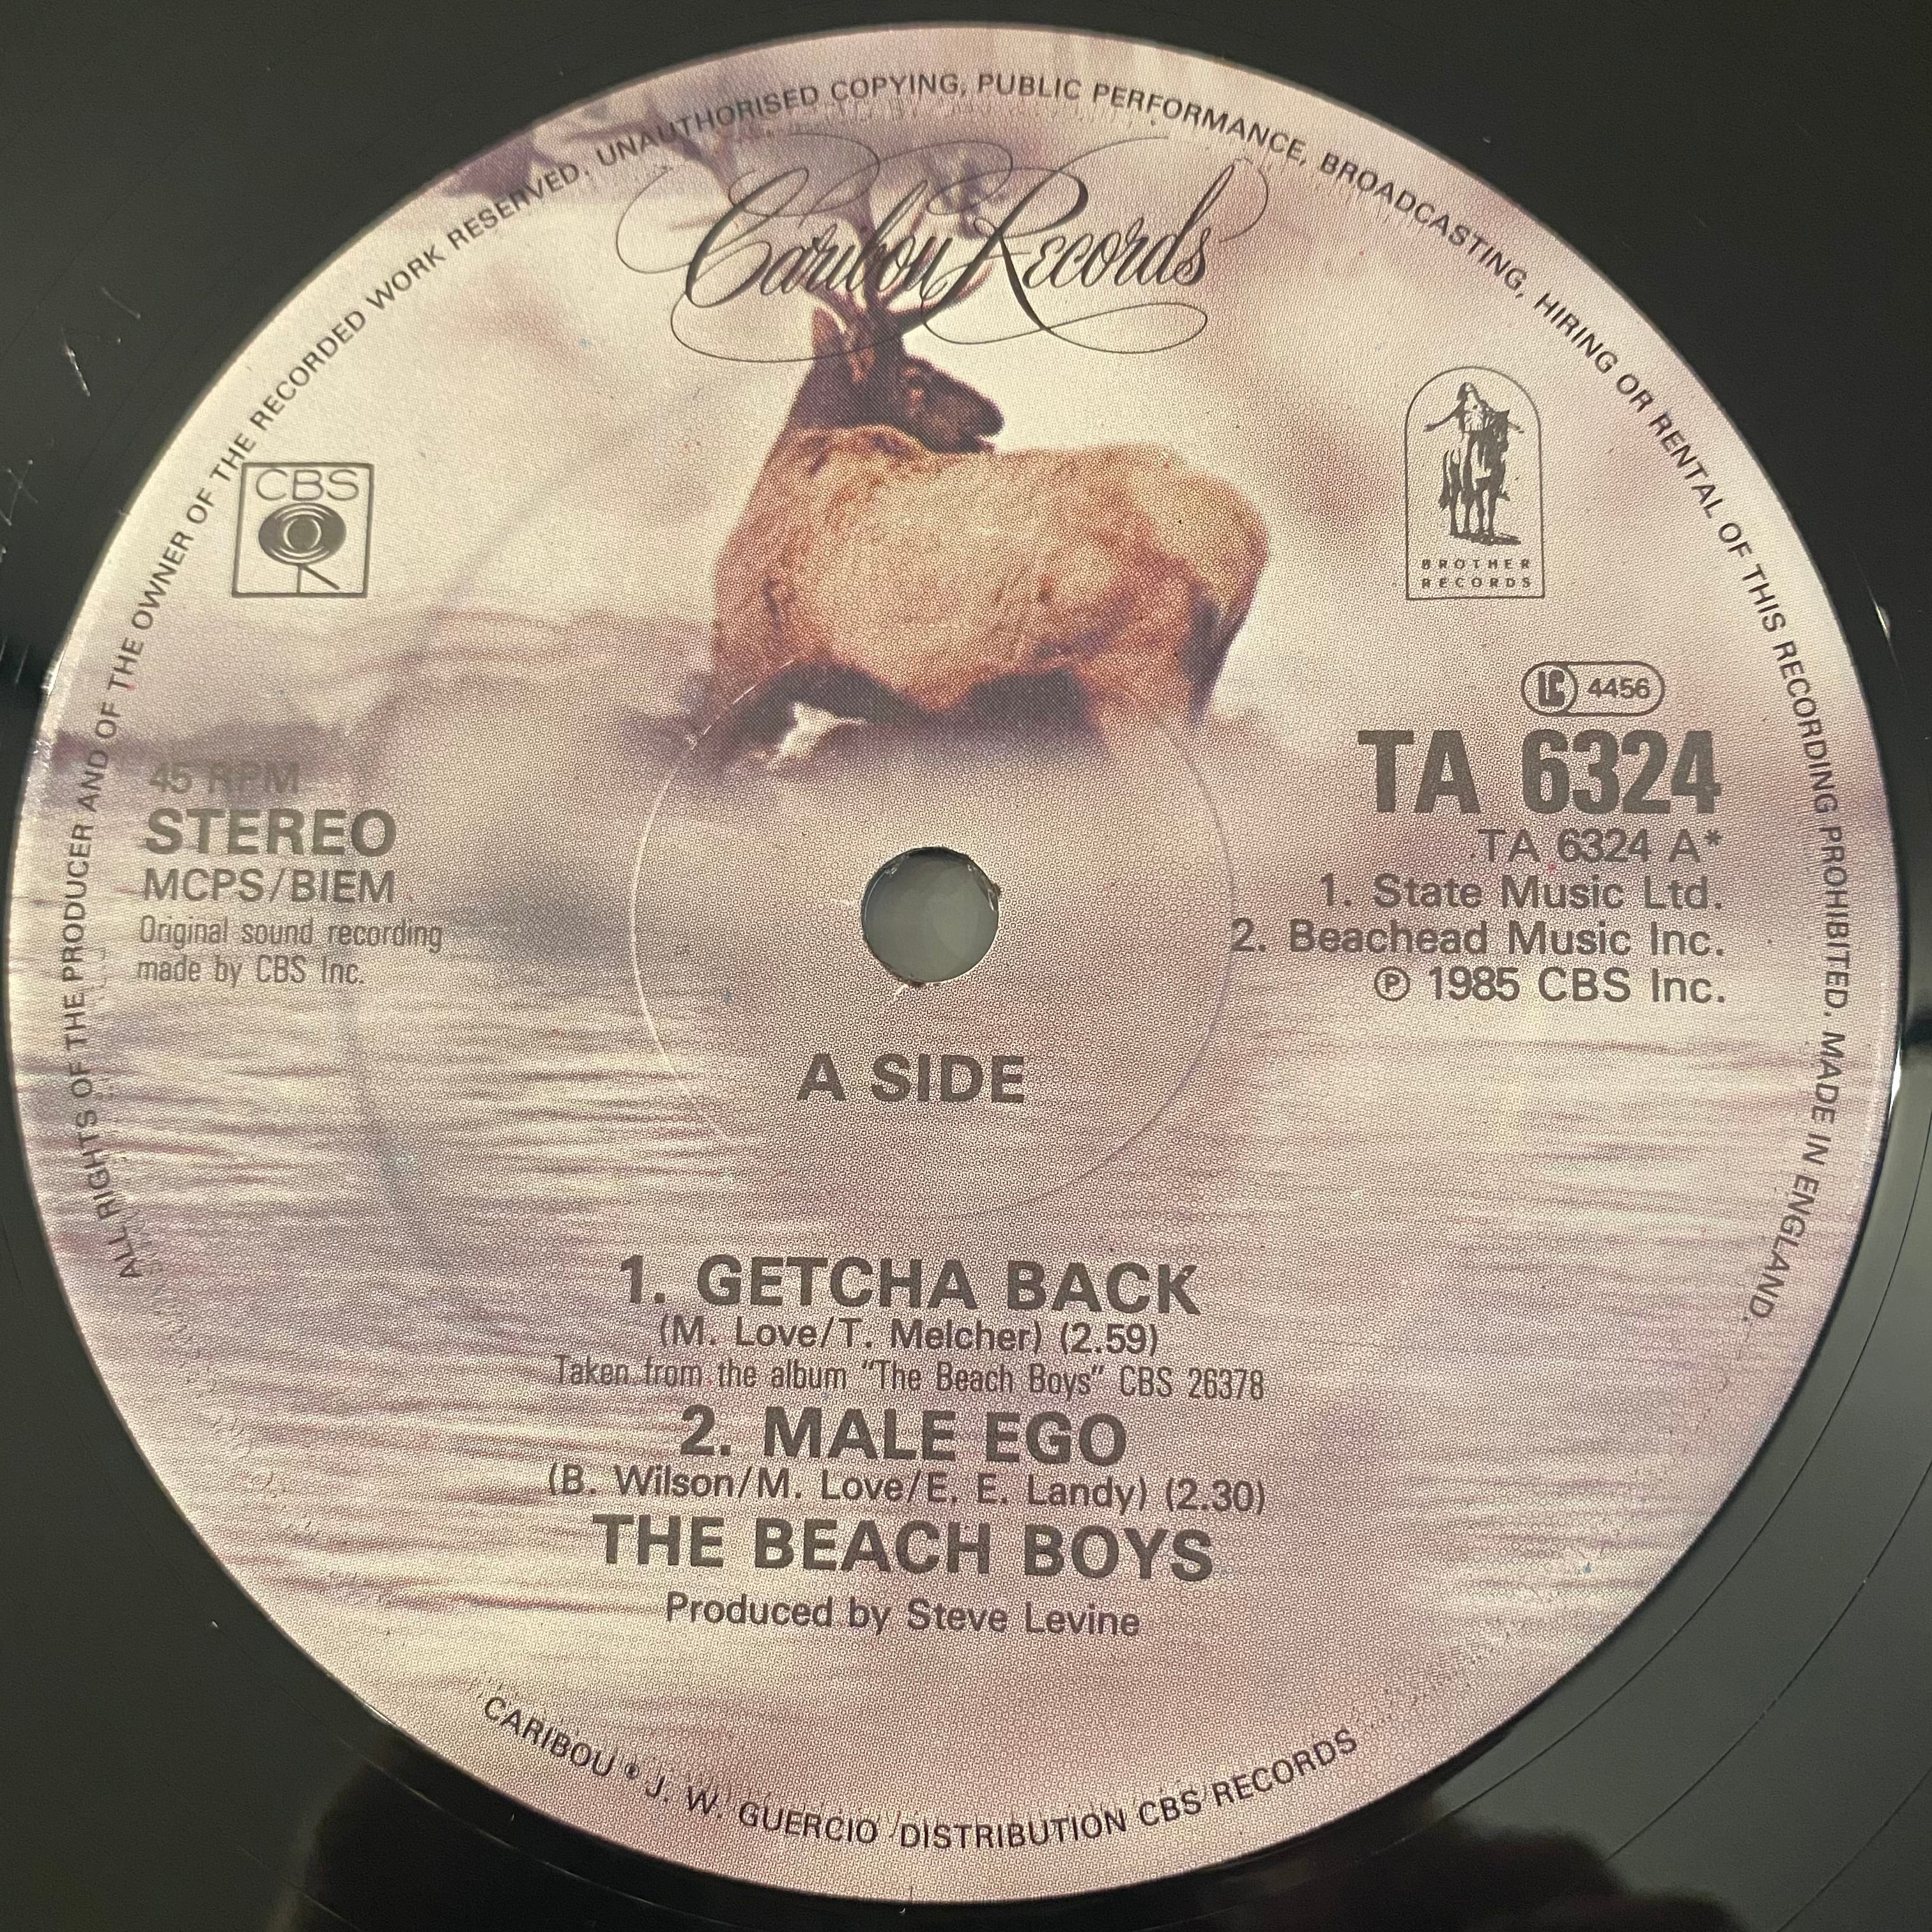 ALL RIGHTS OF THE PRODUCER AND OF THE OWNER OF THE RECORDED WORK RESERVED. UNAUTHORISED COPYING, PUBLIC PERFORMANCE, BROADCASTING, HIRING OR RENTAL OF THIS RECORDING PROHIBITED. MADE IN ENGLAND.
Caribou Records
CBS
BROTHER
RECORDS
LC 4456
45 RPM
STEREO
MCPS/BIEM
Original sound recording
made by CBS Inc.
TA 6324
TA 6324 A*
1. State Music Ltd.
2. Beachead Music Inc.
℗ 1985 CBS Inc.
A SIDE
1. GETCHA BACK
(M. Love/T. Melcher) (2.59)
Taken from the album "The Beach Boys" CBS 26378
2. MALE EGO
(B. Wilson/M. Love/E. E. Landy) (2.30)
THE BEACH BOYS
Produced by Steve Levine
CARIBOU ® J. W. GUERCIO DISTRIBUTION CBS RECORDS